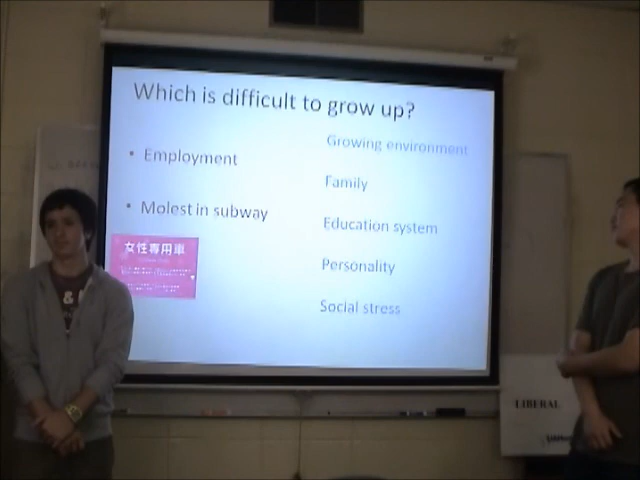 Which is difficult to grow up?
• Employment
• Molest in subway
女性専用車
Growing environment
Family
Education system
Personality
Social stress
LIBERAL